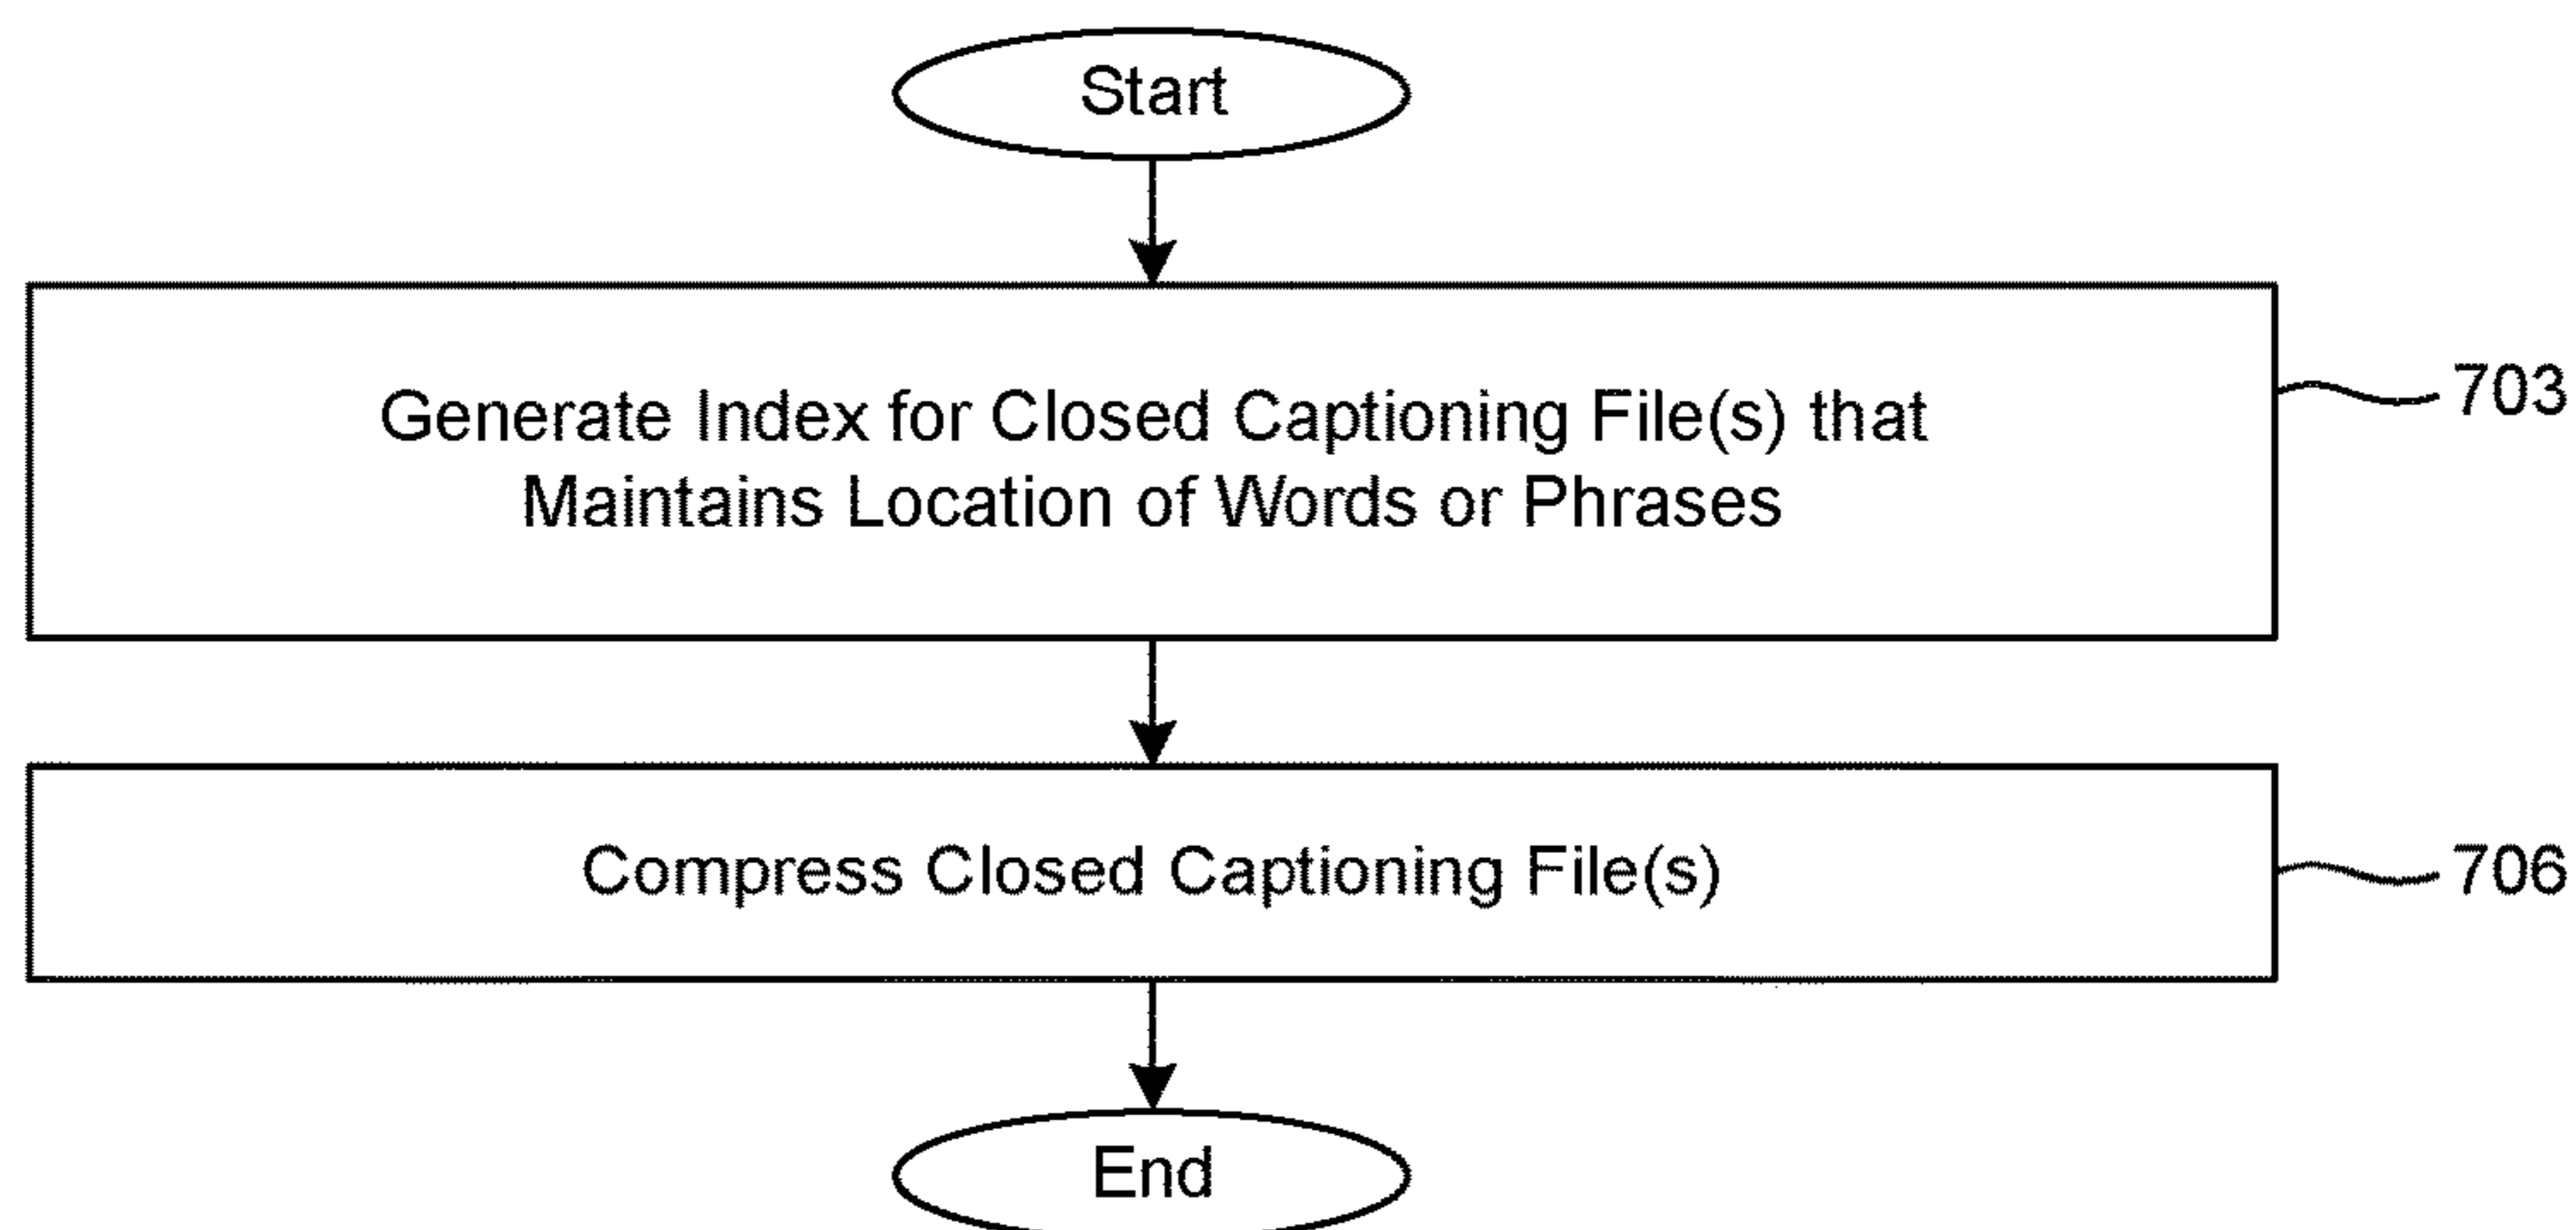 Start
Generate Index for Closed Captioning File(s) that
Maintains Location of Words or Phrases
703
Compress Closed Captioning File(s)
706
End